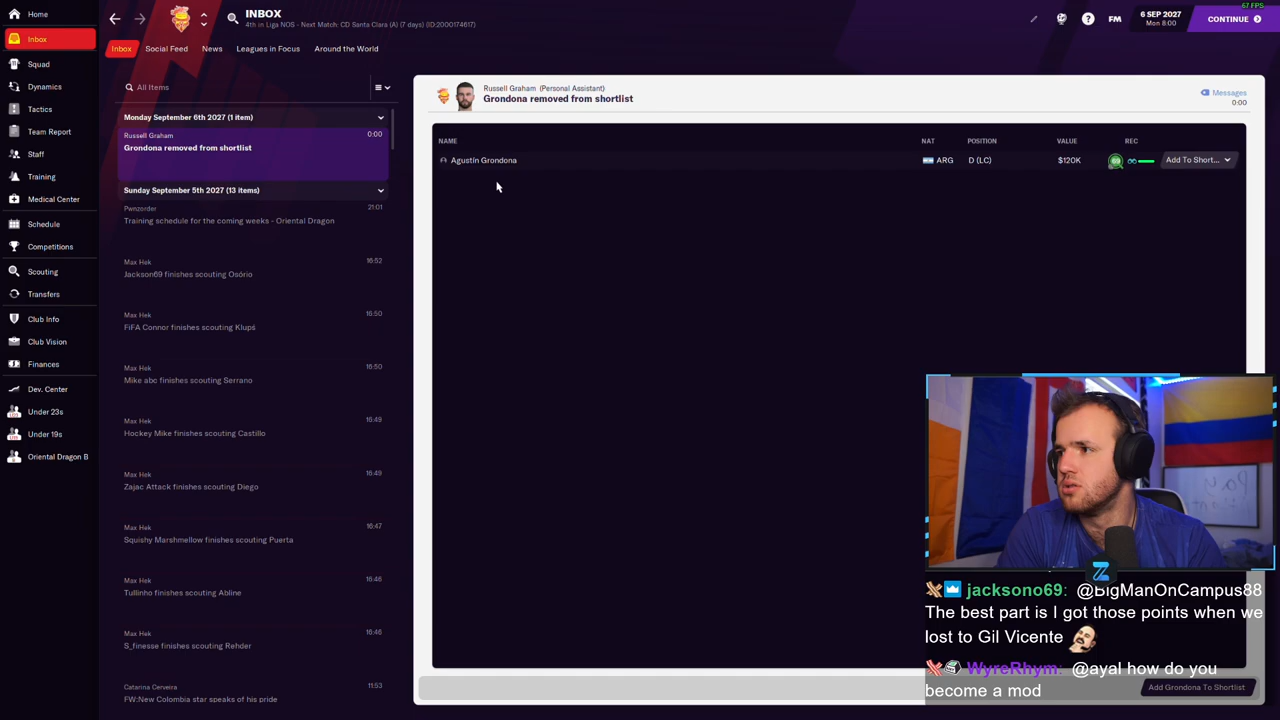 67 FPS
Home
Inbox
Squad
Dynamics
Tactics
Team Report
Staff
Training
Medical Center
Schedule
Competitions
Scouting
Transfers
Club Info
Club Vision
Finances
Dev. Center
Under 23s
Under 19s
Oriental Dragon B
INBOX
4th in Liga NOS - Next Match: CD Santa Clara (A) (7 days) (ID:2000174617)
FM
6 SEP 2027
Mon 8:00
CONTINUE
Inbox
Social Feed
News
Leagues in Focus
Around the World
All Items
Monday September 6th 2027 (1 item)
Russell Graham 0:00
Grondona removed from shortlist
Sunday September 5th 2027 (13 items)
Pwnzorder 21:01
Training schedule for the coming weeks - Oriental Dragon
Max Hek 16:52
Jackson69 finishes scouting Osório
Max Hek 16:50
FiFA Connor finishes scouting Klupś
Max Hek 16:50
Mike abc finishes scouting Serrano
Max Hek 16:49
Hockey Mike finishes scouting Castillo
Max Hek 16:49
Zajac Attack finishes scouting Diego
Max Hek 16:47
Squishy Marshmellow finishes scouting Puerta
Max Hek 16:46
Tullinho finishes scouting Abline
Max Hek 16:46
S_finesse finishes scouting Rehder
Catarina Cerveira 11:53
FW:New Colombia star speaks of his pride
Russell Graham (Personal Assistant)
Grondona removed from shortlist
Messages
0:00
NAME NAT POSITION VALUE REC
Agustín Grondona ARG D (LC) $120K 69 Add To Short...
Add Grondona To Shortlist
jacksono69: @BigManOnCampus88
The best part is I got those points when we
lost to Gil Vicente
WyreRhym: @ayal how do you
become a mod